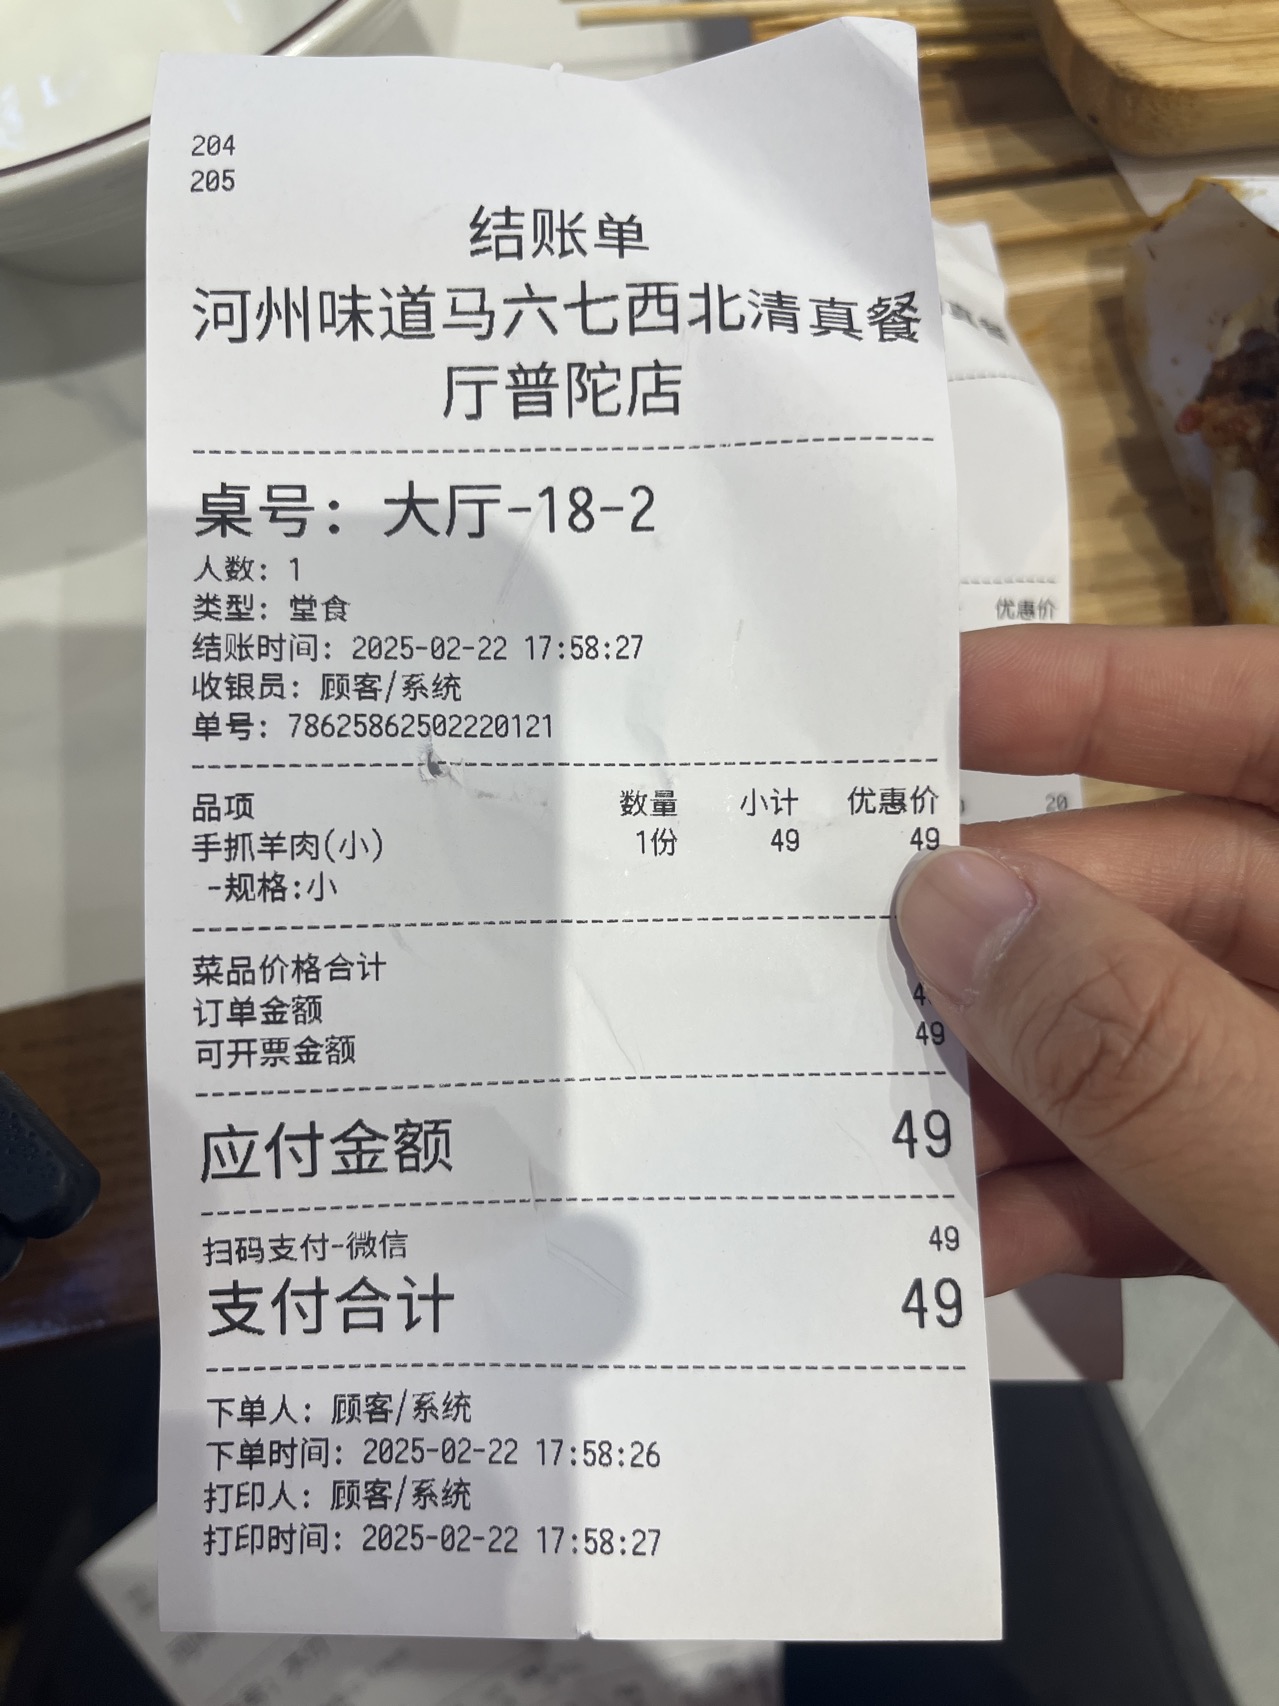 204
205
结账单
河州味道马六七西北清真餐
厅普陀店
桌号：大厅-18-2
人数：1
类型：堂食
结账时间：2025-02-22 17:58:27
收银员：顾客/系统
单号：78625862502220121
品项 数量 小计 优惠价
手抓羊肉(小) 1份 49 49
-规格:小
菜品价格合计
订单金额
可开票金额 49
应付金额 49
扫码支付-微信 49
支付合计 49
下单人：顾客/系统
下单时间：2025-02-22 17:58:26
打印人：顾客/系统
打印时间：2025-02-22 17:58:27
优惠价
20